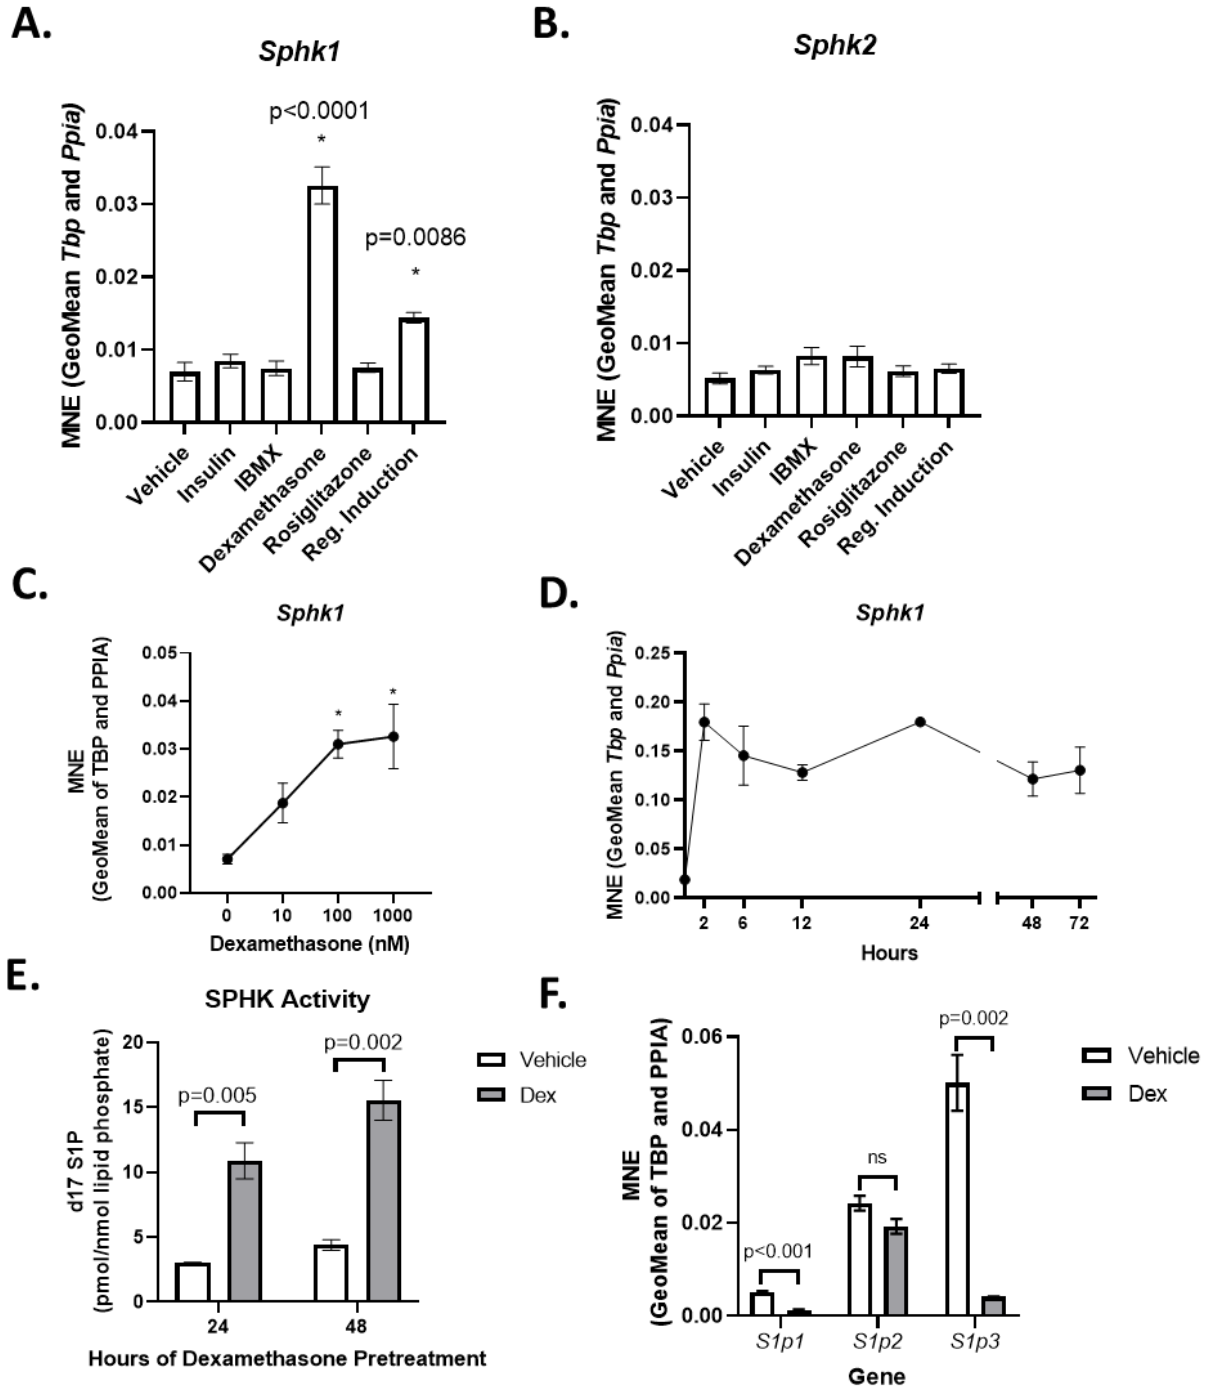 A.
Sphk1
MNE (GeoMean Tbp and Ppia)
0.04
0.03
0.02
0.01
0.00
p<0.0001
*
p=0.0086
*
Vehicle
Insulin
IBMX
Dexamethasone
Rosiglitazone
Reg. Induction
B.
Sphk2
MNE (GeoMean Tbp and Ppia)
0.04
0.03
0.02
0.01
0.00
Vehicle
Insulin
IBMX
Dexamethasone
Rosiglitazone
Reg. Induction
C.
Sphk1
MNE
(GeoMean of TBP and PPIA)
0.05
0.04
0.03
0.02
0.01
0.00
*
*
0 10 100 1000
Dexamethasone (nM)
D.
Sphk1
MNE (GeoMean Tbp and Ppia)
0.25
0.20
0.15
0.10
0.05
0.00
2 6 12 24 48 72
Hours
E.
SPHK Activity
d17 S1P
(pmol/nmol lipid phosphate)
20
15
10
5
0
p=0.005
p=0.002
Vehicle
Dex
24 48
Hours of Dexamethasone Pretreatment
F.
MNE
(GeoMean of TBP and PPIA)
0.06
0.04
0.02
0.00
p<0.001
ns
p=0.002
Vehicle
Dex
S1p1 S1p2 S1p3
Gene